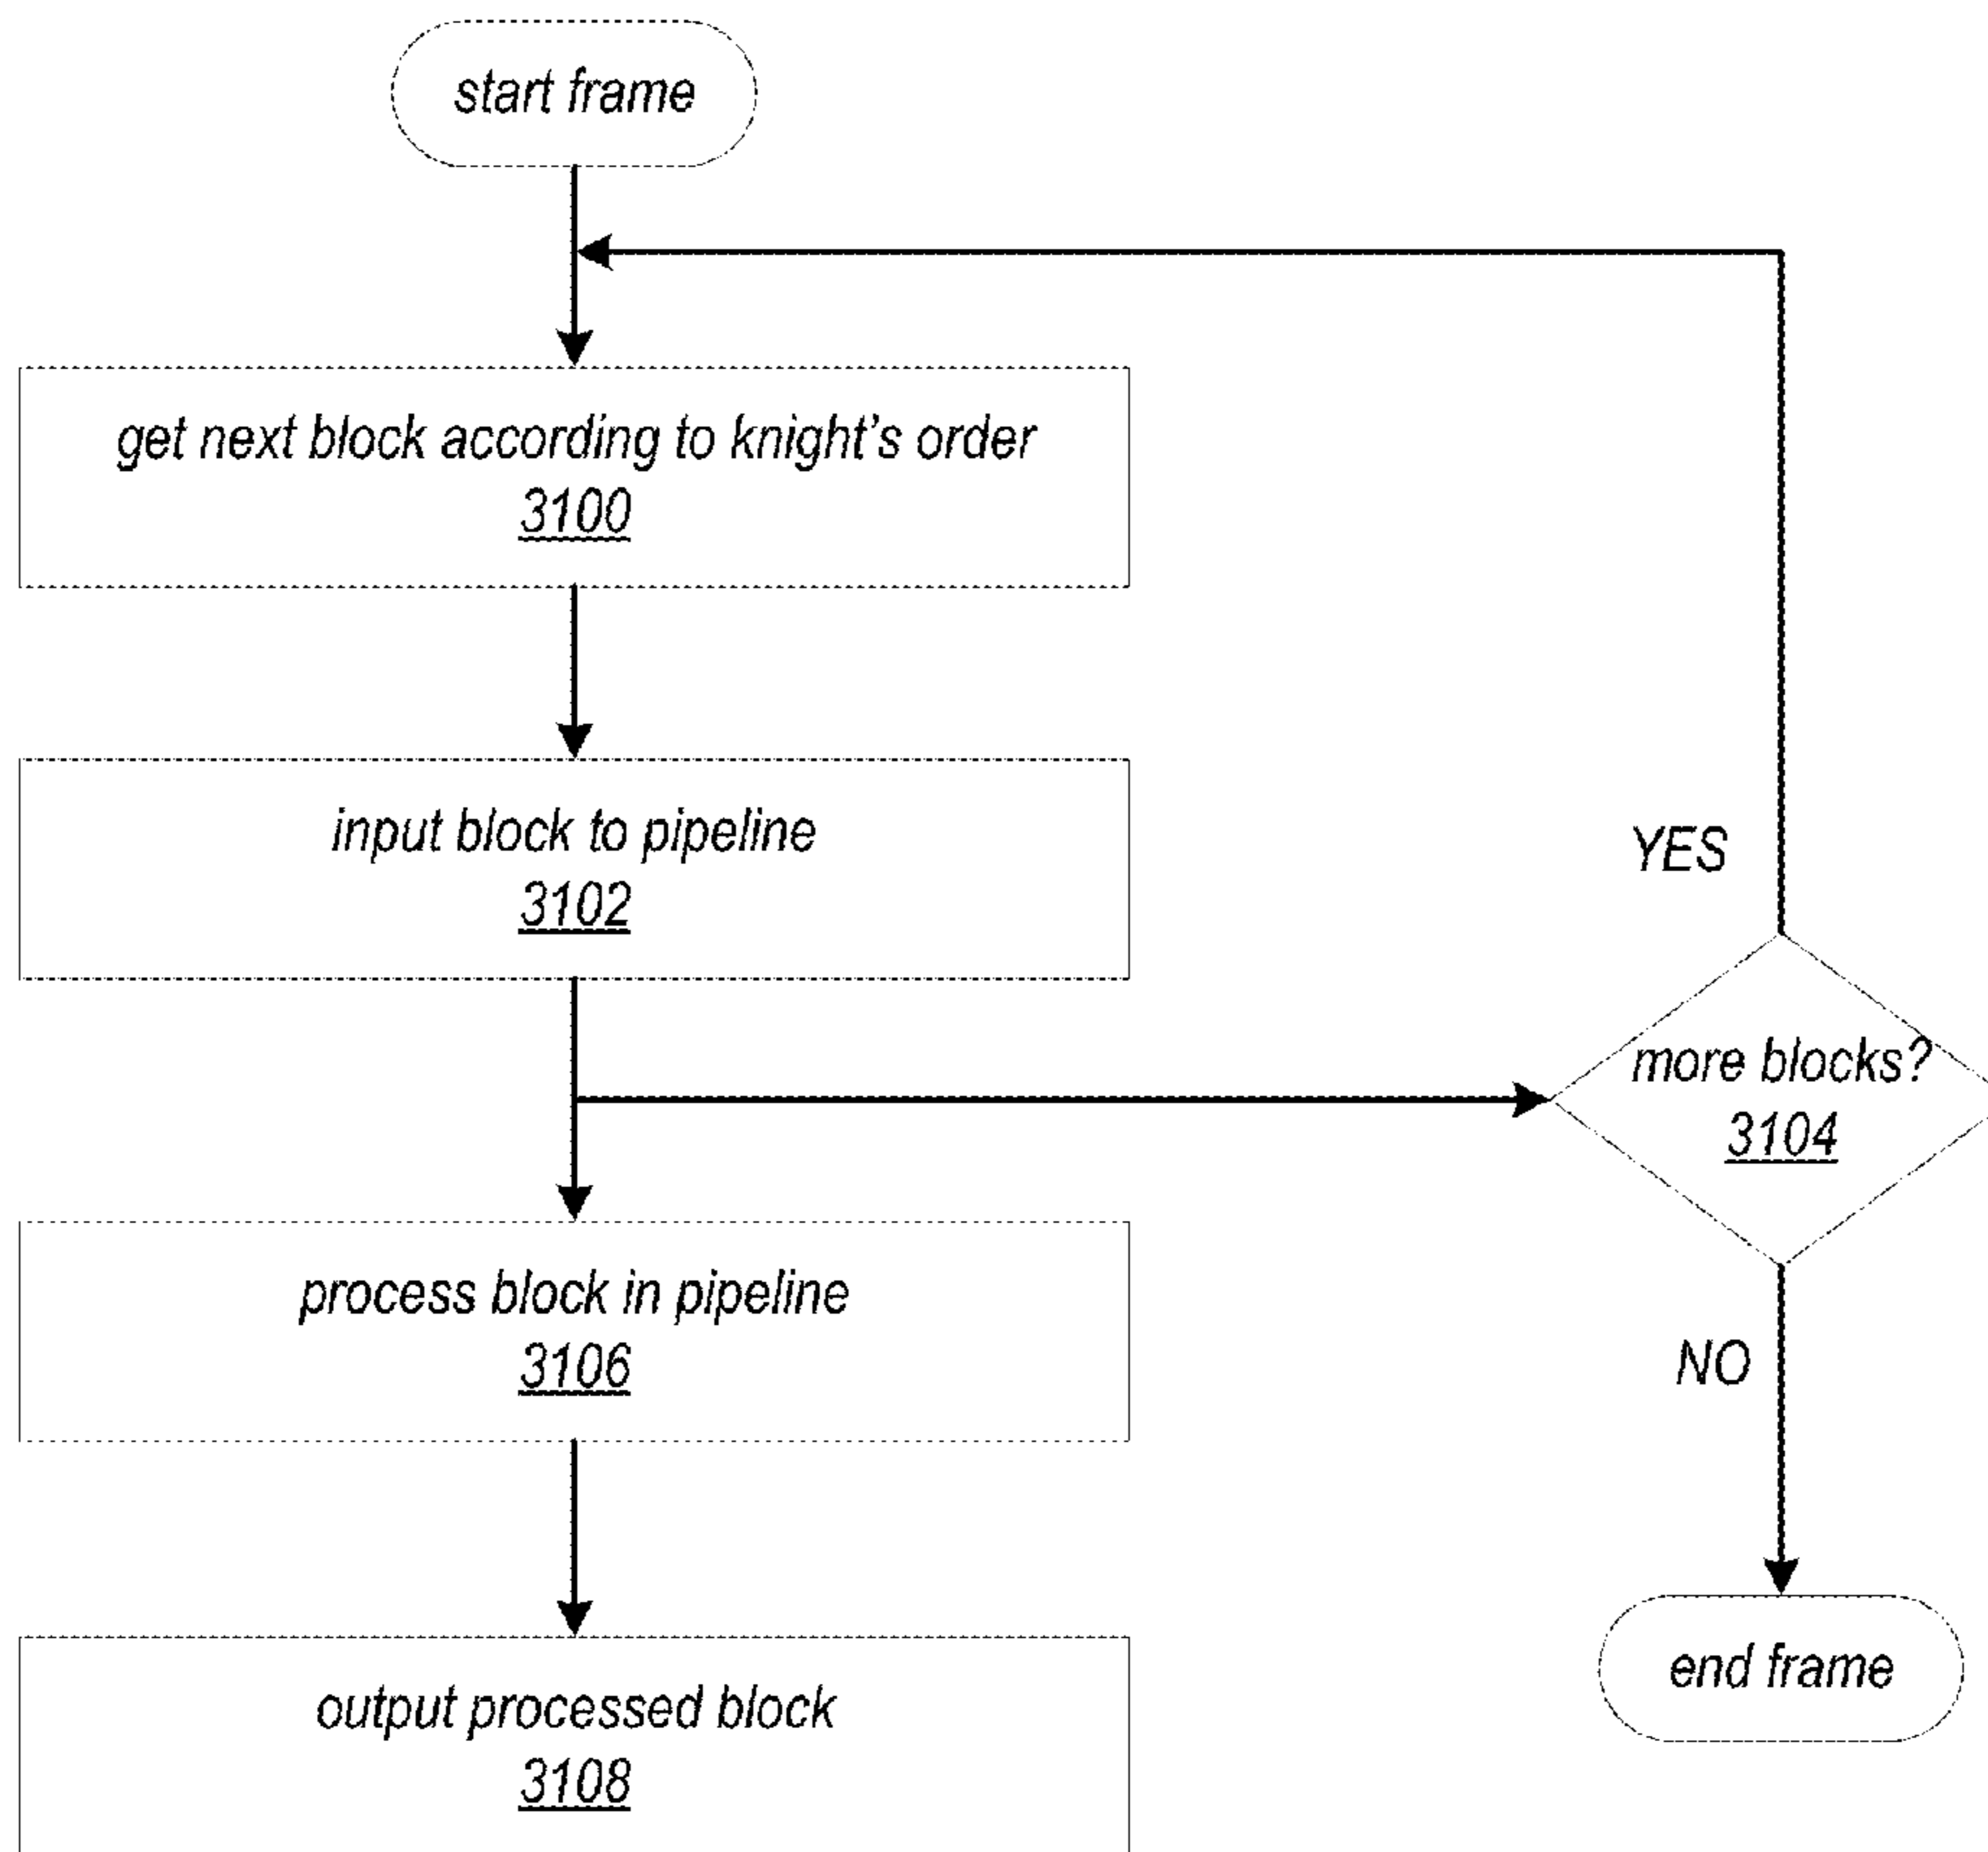 start frame
get next block according to knight's order
3100
input block to pipeline
3102
YES
more blocks?
3104
process block in pipeline
3106
NO
output processed block
3108
end frame